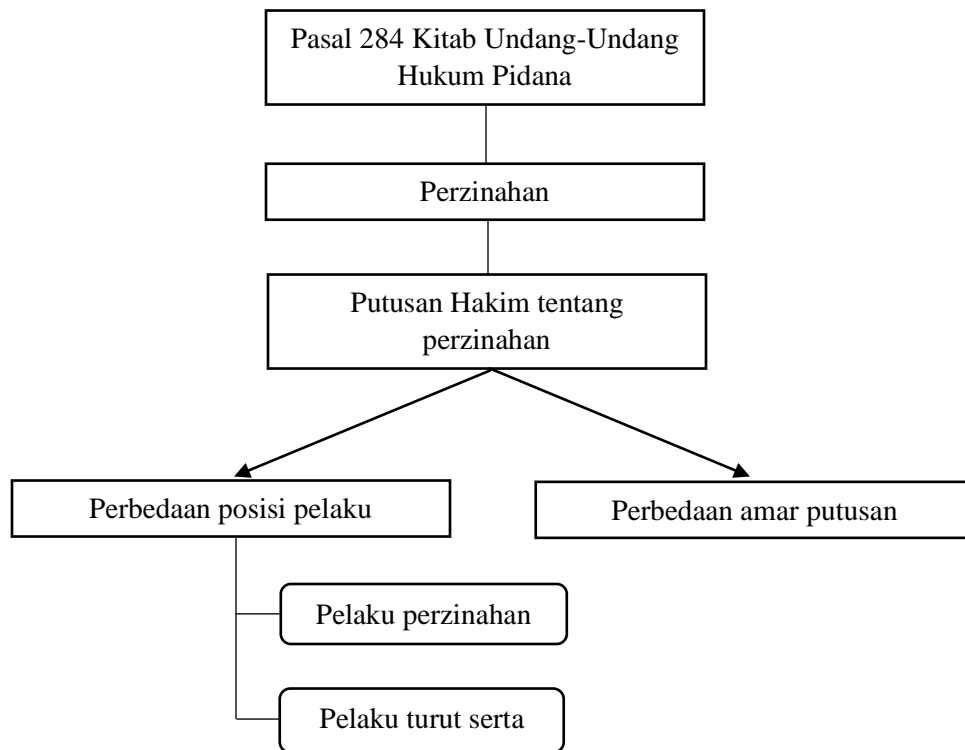 Pasal 284 Kitab Undang-Undang
Hukum Pidana
Perzinahan
Putusan Hakim tentang
perzinahan
Perbedaan posisi pelaku
Perbedaan amar putusan
Pelaku perzinahan
Pelaku turut serta